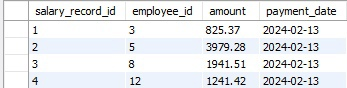 salary_record_id employee_id amount payment_date
1 3 825.37 2024-02-13
2 5 3979.28 2024-02-13
3 8 1941.51 2024-02-13
4 12 1241.42 2024-02-13